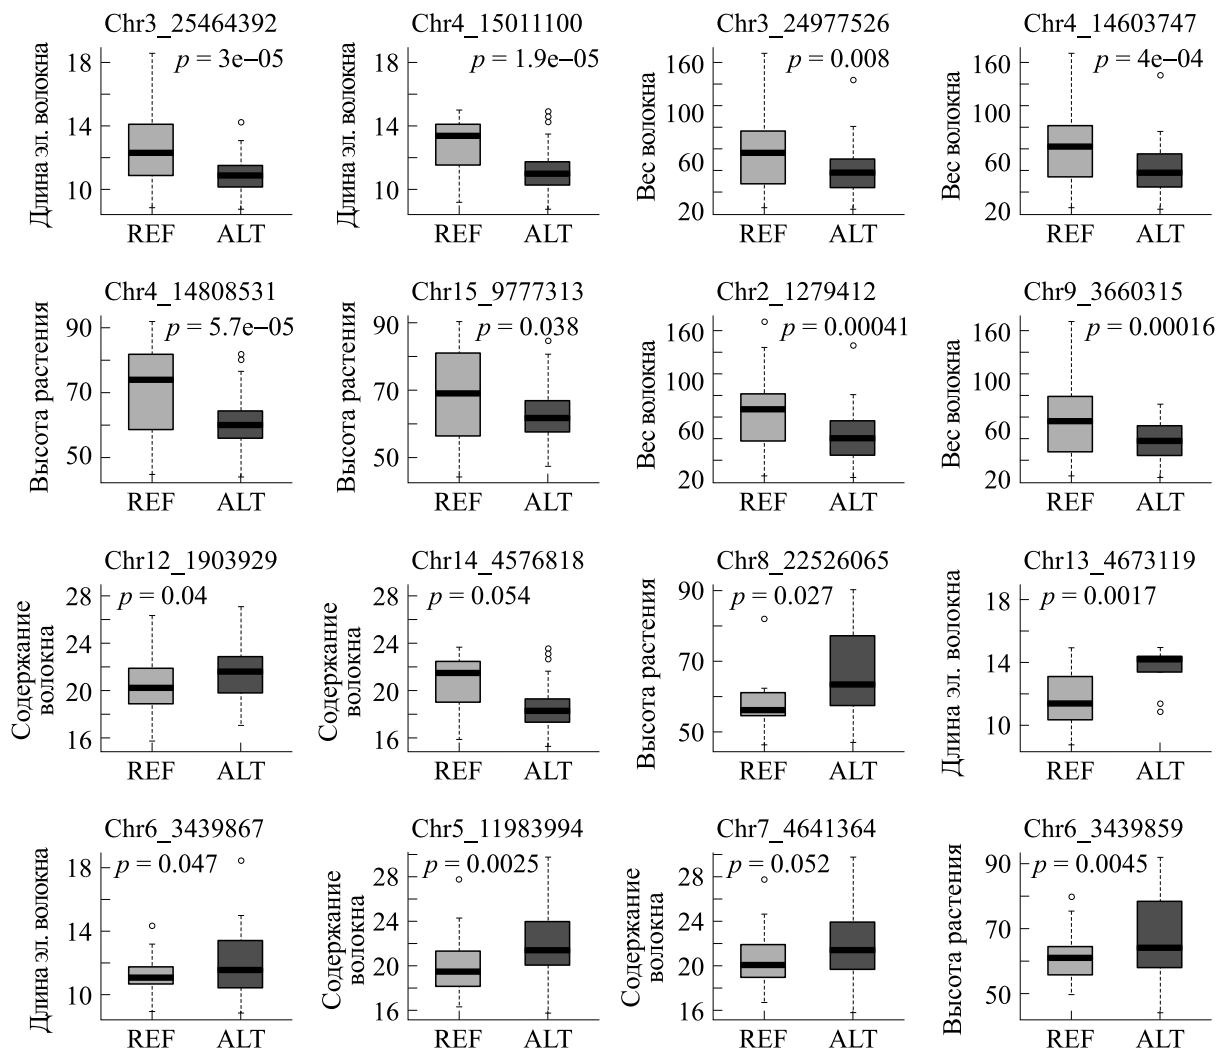 Chr3_25464392
p = 3e−05
Длина эл. волокна
18
14
10
REF ALT
Chr4_15011100
p = 1.9e−05
Длина эл. волокна
18
14
10
REF ALT
Chr3_24977526
p = 0.008
Вес волокна
160
100
60
20
REF ALT
Chr4_14603747
p = 4e−04
Вес волокна
160
100
60
20
REF ALT
Chr4_14808531
p = 5.7e−05
Высота растения
90
70
50
REF ALT
Chr15_9777313
p = 0.038
Высота растения
90
70
50
REF ALT
Chr2_1279412
p = 0.00041
Вес волокна
160
100
60
20
REF ALT
Chr9_3660315
p = 0.00016
Вес волокна
160
100
60
20
REF ALT
Chr12_1903929
p = 0.04
Содержание
волокна
28
24
20
16
REF ALT
Chr14_4576818
p = 0.054
Содержание
волокна
28
24
20
16
REF ALT
Chr8_22526065
p = 0.027
Высота растения
90
70
50
REF ALT
Chr13_4673119
p = 0.0017
Длина эл. волокна
18
14
10
REF ALT
Chr6_3439867
p = 0.047
Длина эл. волокна
18
14
10
REF ALT
Chr5_11983994
p = 0.0025
Содержание
волокна
28
24
20
16
REF ALT
Chr7_4641364
p = 0.052
Содержание
волокна
28
24
20
16
REF ALT
Chr6_3439859
p = 0.0045
Высота растения
90
70
50
REF ALT